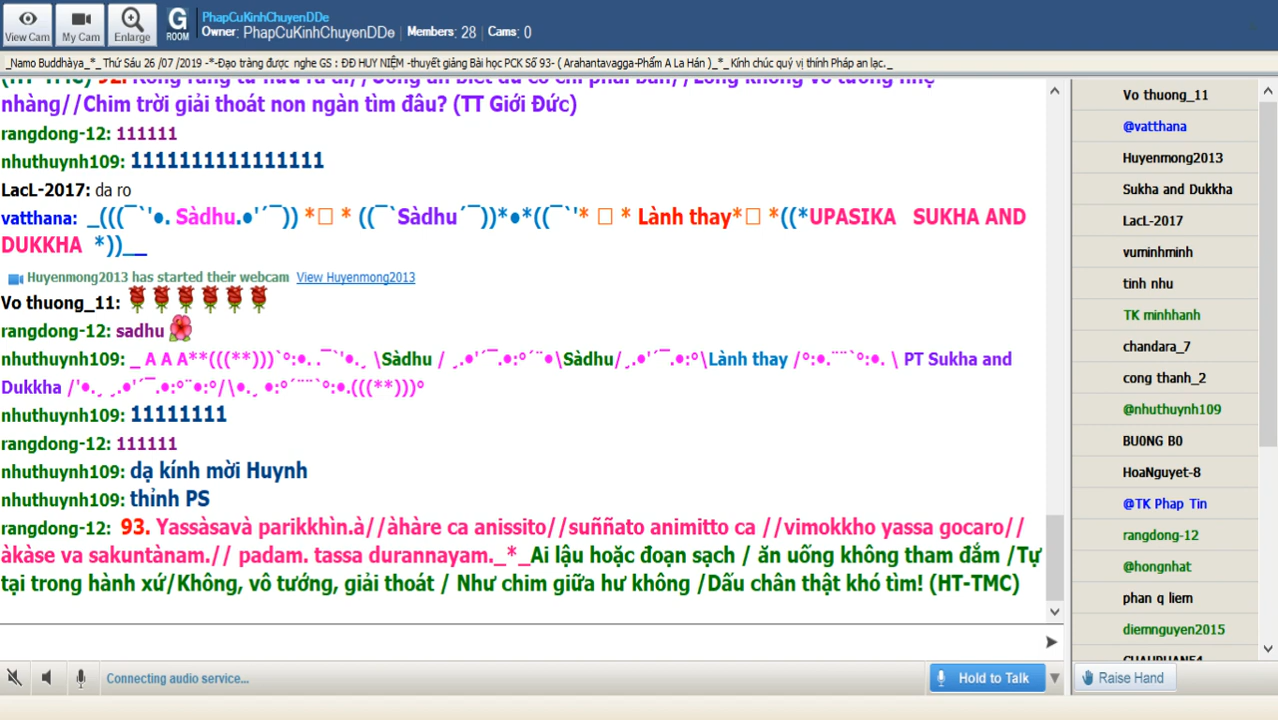 View Cam
My Cam
Enlarge
G ROOM
PhapCuKinhChuyenDDe
Owner: PhapCuKinhChuyenDDe Members: 28 Cams: 0
_Namo Buddhàya_*_ Thứ Sáu 26 /07 /2019 -*-Đạo tràng được nghe GS : ĐĐ HUY NIỆM -thuyết giảng Bài học PCK Số 93- ( Arahantavagga-Phẩm A La Hán )_*_Kính chúc quý vị thính Pháp an lạc._
nhàng//Chim trời giải thoát non ngàn tìm đâu? (TT Giới Đức)
rangdong-12: 111111
nhuthuynh109: 1111111111111111
LacL-2017: da ro
vatthana: _(((¯`'●. Sàdhu.●'´¯)) *□ * ((¯`Sàdhu´¯))*●*((¯`'* □ * Lành thay*□ *((*UPASIKA SUKHA AND
DUKKHA *))__
Huyenmong2013 has started their webcam View Huyenmong2013
Vo thuong_11:
rangdong-12: sadhu
nhuthuynh109: _ A A A**(((**)))`°:●. .¯`'●.¸ \Sàdhu / ¸.●'´¯.●:°´¨●\Sàdhu/¸.●'´¯.●:°\Lành thay /°:●.¨¨`°:●. \ PT Sukha and
Dukkha /'●.¸ ¸.●'´¯.●:°¨●:°/\●.¸ ●:°´¨¨`°:●.(((**)))°
nhuthuynh109: 11111111
rangdong-12: 111111
nhuthuynh109: dạ kính mời Huynh
nhuthuynh109: thỉnh PS
rangdong-12: 93. Yassàsavà parikkhìn.à//àhàre ca anissito//suññato animitto ca //vimokkho yassa gocaro//
àkàse va sakuntànam.// padam. tassa durannayam._*_Ai lậu hoặc đoạn sạch / ăn uống không tham đắm /Tự
tại trong hành xứ/Không, vô tướng, giải thoát / Như chim giữa hư không /Dấu chân thật khó tìm! (HT-TMC)
Connecting audio service...
Hold to Talk
Vo thuong_11
@vatthana
Huyenmong2013
Sukha and Dukkha
LacL-2017
vuminhminh
tinh nhu
TK minhhanh
chandara_7
cong thanh_2
@nhuthuynh109
BU0NG B0
HoaNguyet-8
@TK Phap Tin
rangdong-12
@hongnhat
phan q liem
diemnguyen2015
Raise Hand